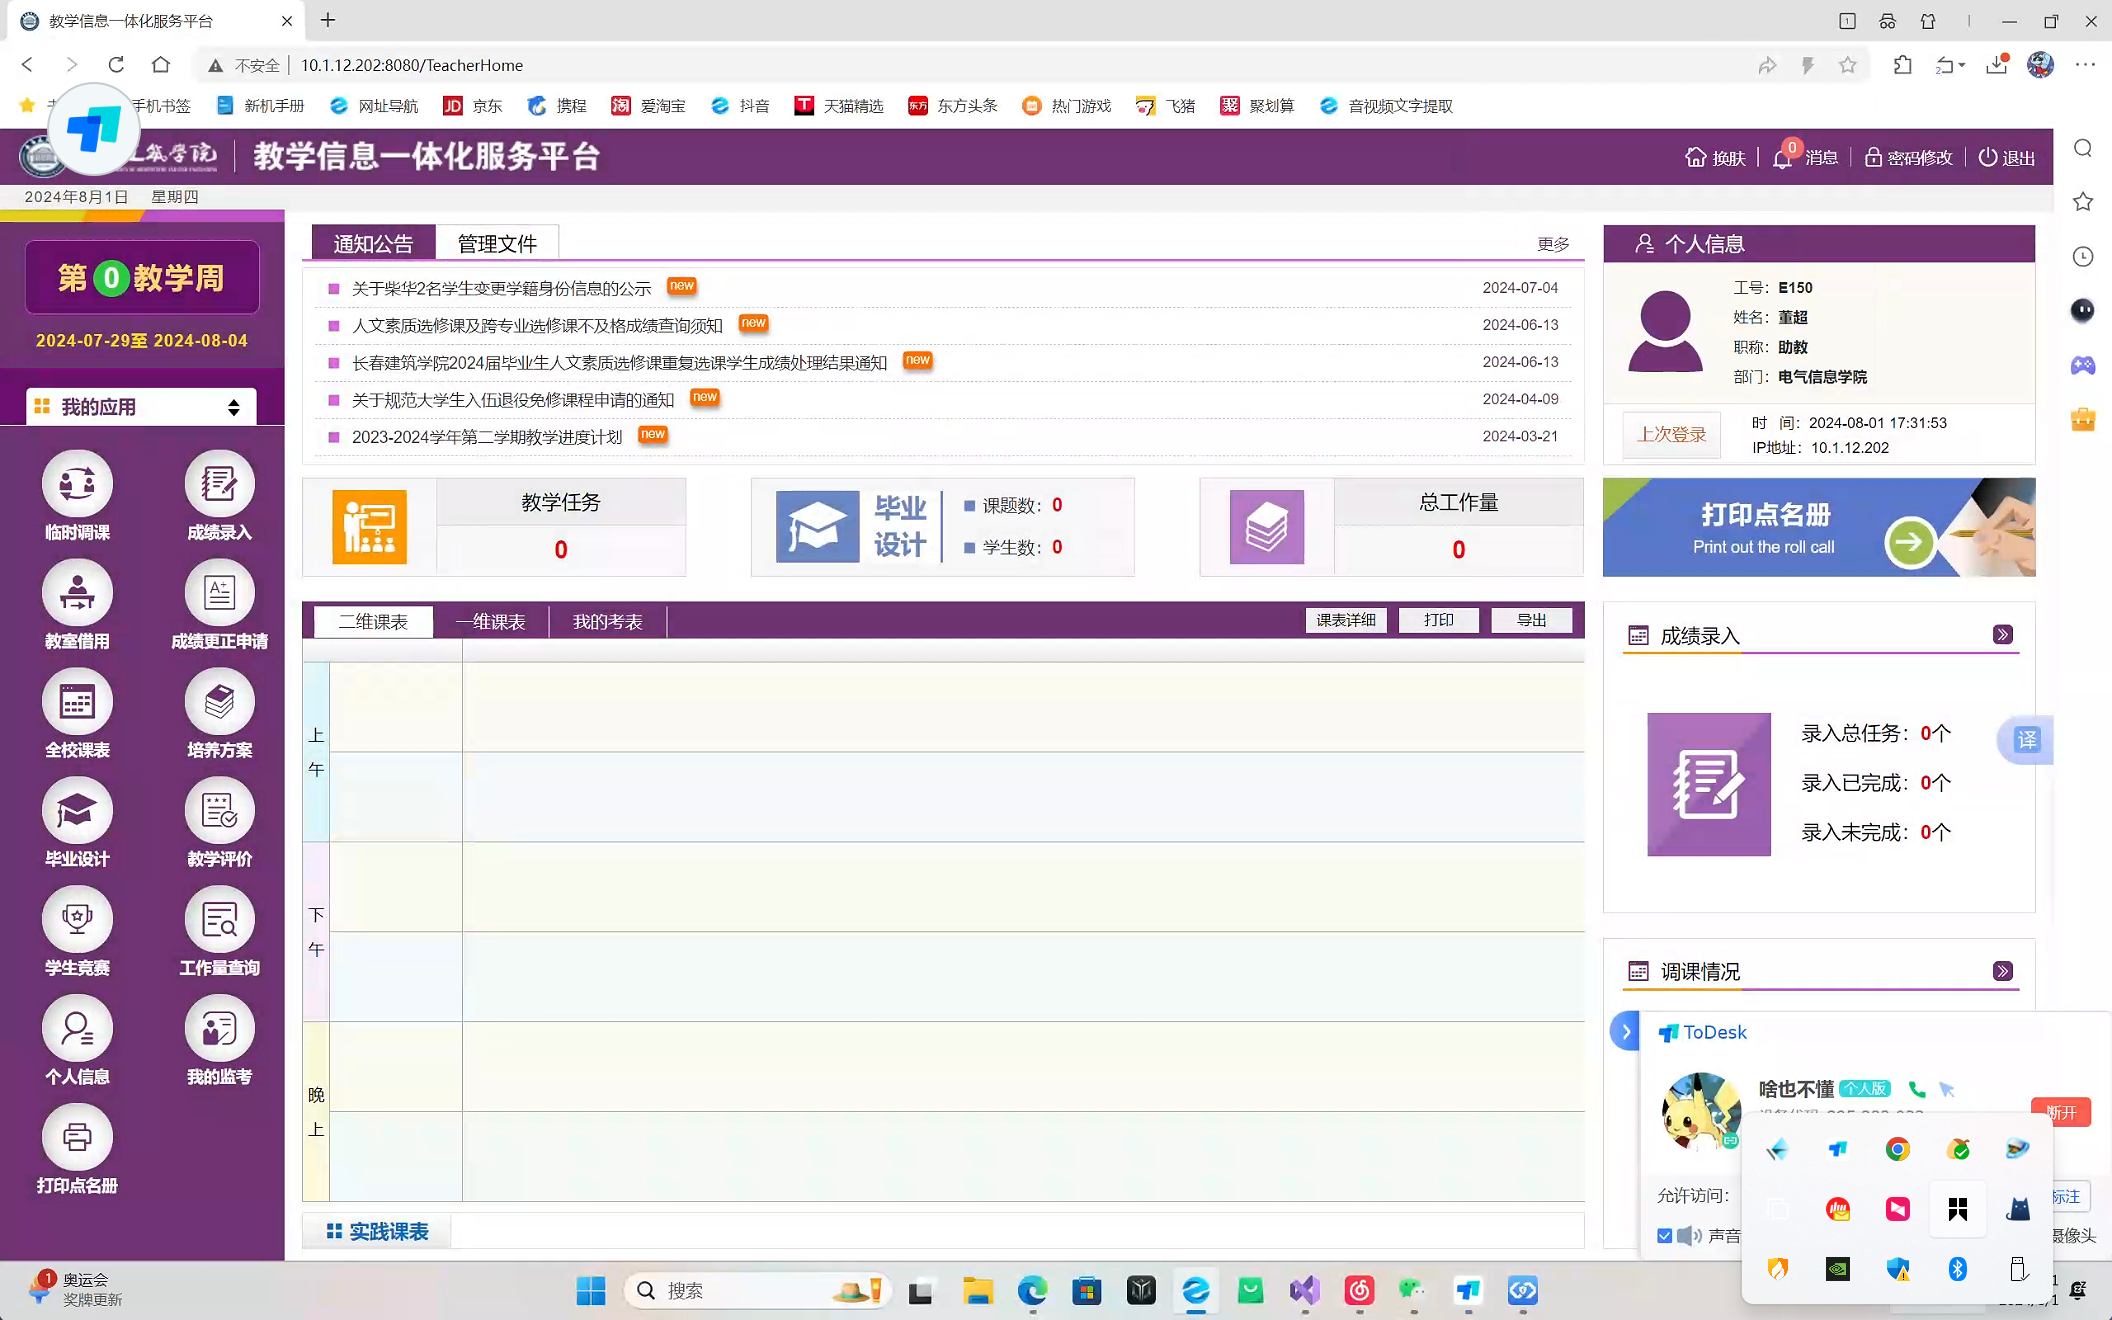 教学信息一体化服务平台
不安全 10.1.12.202:8080/TeacherHome
手机书签 新机手册 网址导航 京东 携程 爱淘宝 抖音 天猫精选 东方头条 热门游戏 飞猪 聚划算 音视频文字提取
筑学院 教学信息一体化服务平台
换肤 0 消息 密码修改 退出
2024年8月1日 星期四
第0教学周
2024-07-29至 2024-08-04
我的应用
临时调课 成绩录入
教室借用 成绩更正申请
全校课表 培养方案
毕业设计 教学评价
学生竞赛 工作量查询
个人信息 我的监考
打印点名册
通知公告 管理文件 更多
关于柴华2名学生变更学籍身份信息的公示 new 2024-07-04
人文素质选修课及跨专业选修课不及格成绩查询须知 new 2024-06-13
长春建筑学院2024届毕业生人文素质选修课重复选课学生成绩处理结果通知 new 2024-06-13
关于规范大学生入伍退役免修课程申请的通知 new 2024-04-09
2023-2024学年第二学期教学进度计划 new 2024-03-21
教学任务
0
毕业
设计
课题数：0
学生数：0
总工作量
0
二维课表 一维课表 我的考表 课表详细 打印 导出
上
午
下
午
晚
上
实践课表
个人信息
工号：E150
姓名：董超
职称：助教
部门：电气信息学院
上次登录
时 间：2024-08-01 17:31:53
IP地址：10.1.12.202
打印点名册
Print out the roll call
成绩录入
录入总任务：0个
录入已完成：0个
录入未完成：0个
译
调课情况
ToDesk
啥也不懂 个人版
断开
允许访问：
标注
声音
摄像头
1
奥运会
奖牌更新
搜索